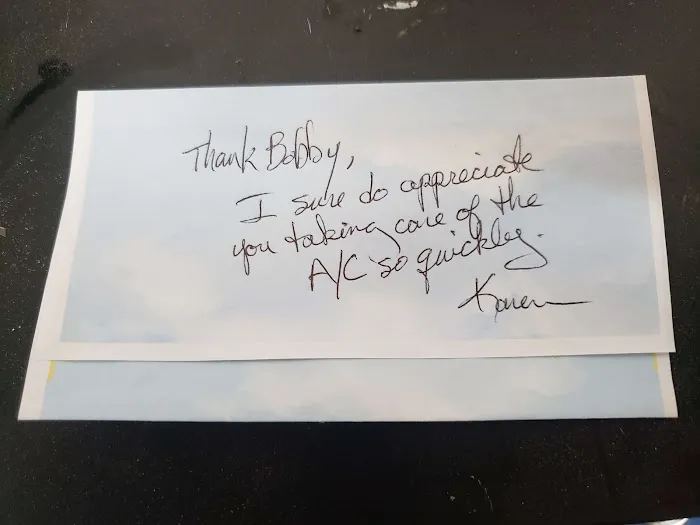 Thank Bobby,
I sure do appreciate
you taking care of the
A/C so quickly.
Karen